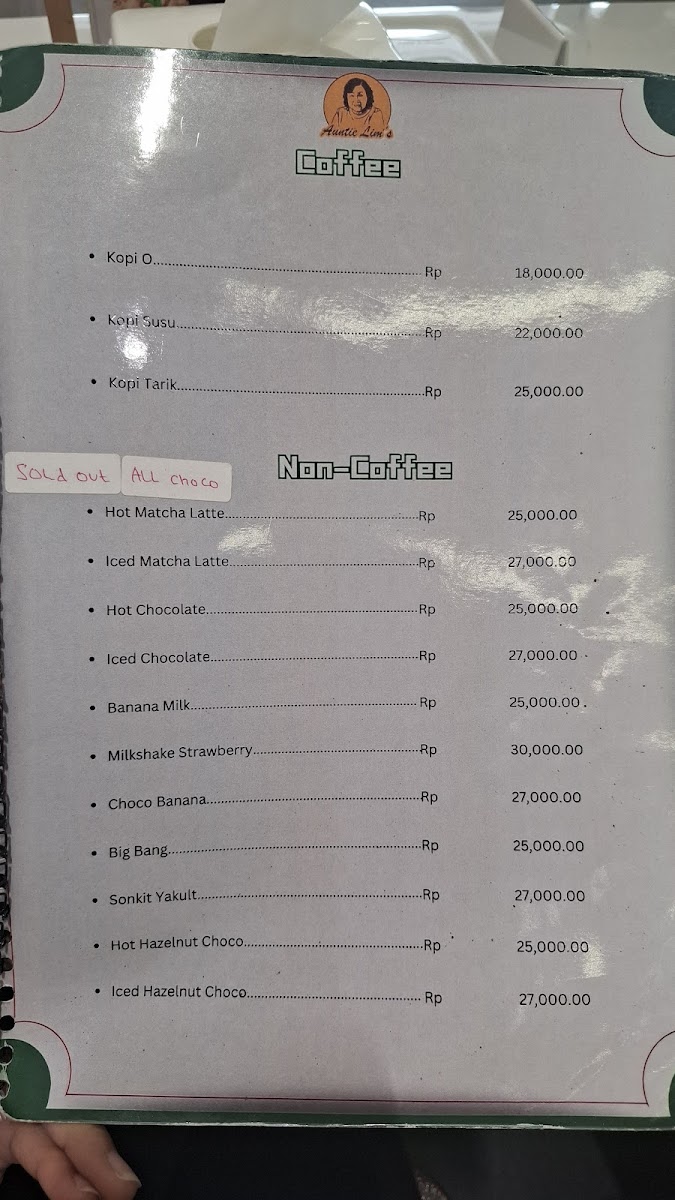 Auntie Lim's
Coffee
• Kopi O.................Rp 18,000.00
• Kopi Susu.................Rp 22,000.00
• Kopi Tarik.................Rp 25,000.00
Sold out ALL choco
Non-Coffee
• Hot Matcha Latte.................Rp 25,000.00
• Iced Matcha Latte.................Rp 27,000.00
• Hot Chocolate.................Rp 25,000.00
• Iced Chocolate.................Rp 27,000.00
• Banana Milk.................Rp 25,000.00
• Milkshake Strawberry.................Rp 30,000.00
• Choco Banana.................Rp 27,000.00
• Big Bang.................Rp 25,000.00
• Sonkit Yakult.................Rp 27,000.00
• Hot Hazelnut Choco.................Rp 25,000.00
• Iced Hazelnut Choco.................Rp 27,000.00